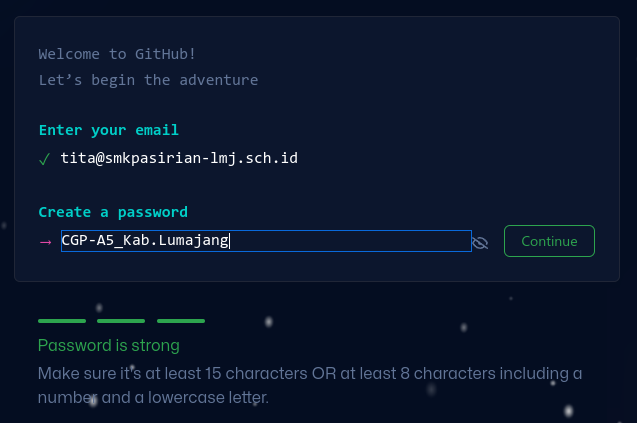 Welcome to GitHub!
Let’s begin the adventure
Enter your email
✓ tita@smkpasirian-lmj.sch.id
Create a password
→ CGP-A5_Kab.Lumajang
Continue
Password is strong
Make sure it's at least 15 characters OR at least 8 characters including a
number and a lowercase letter.